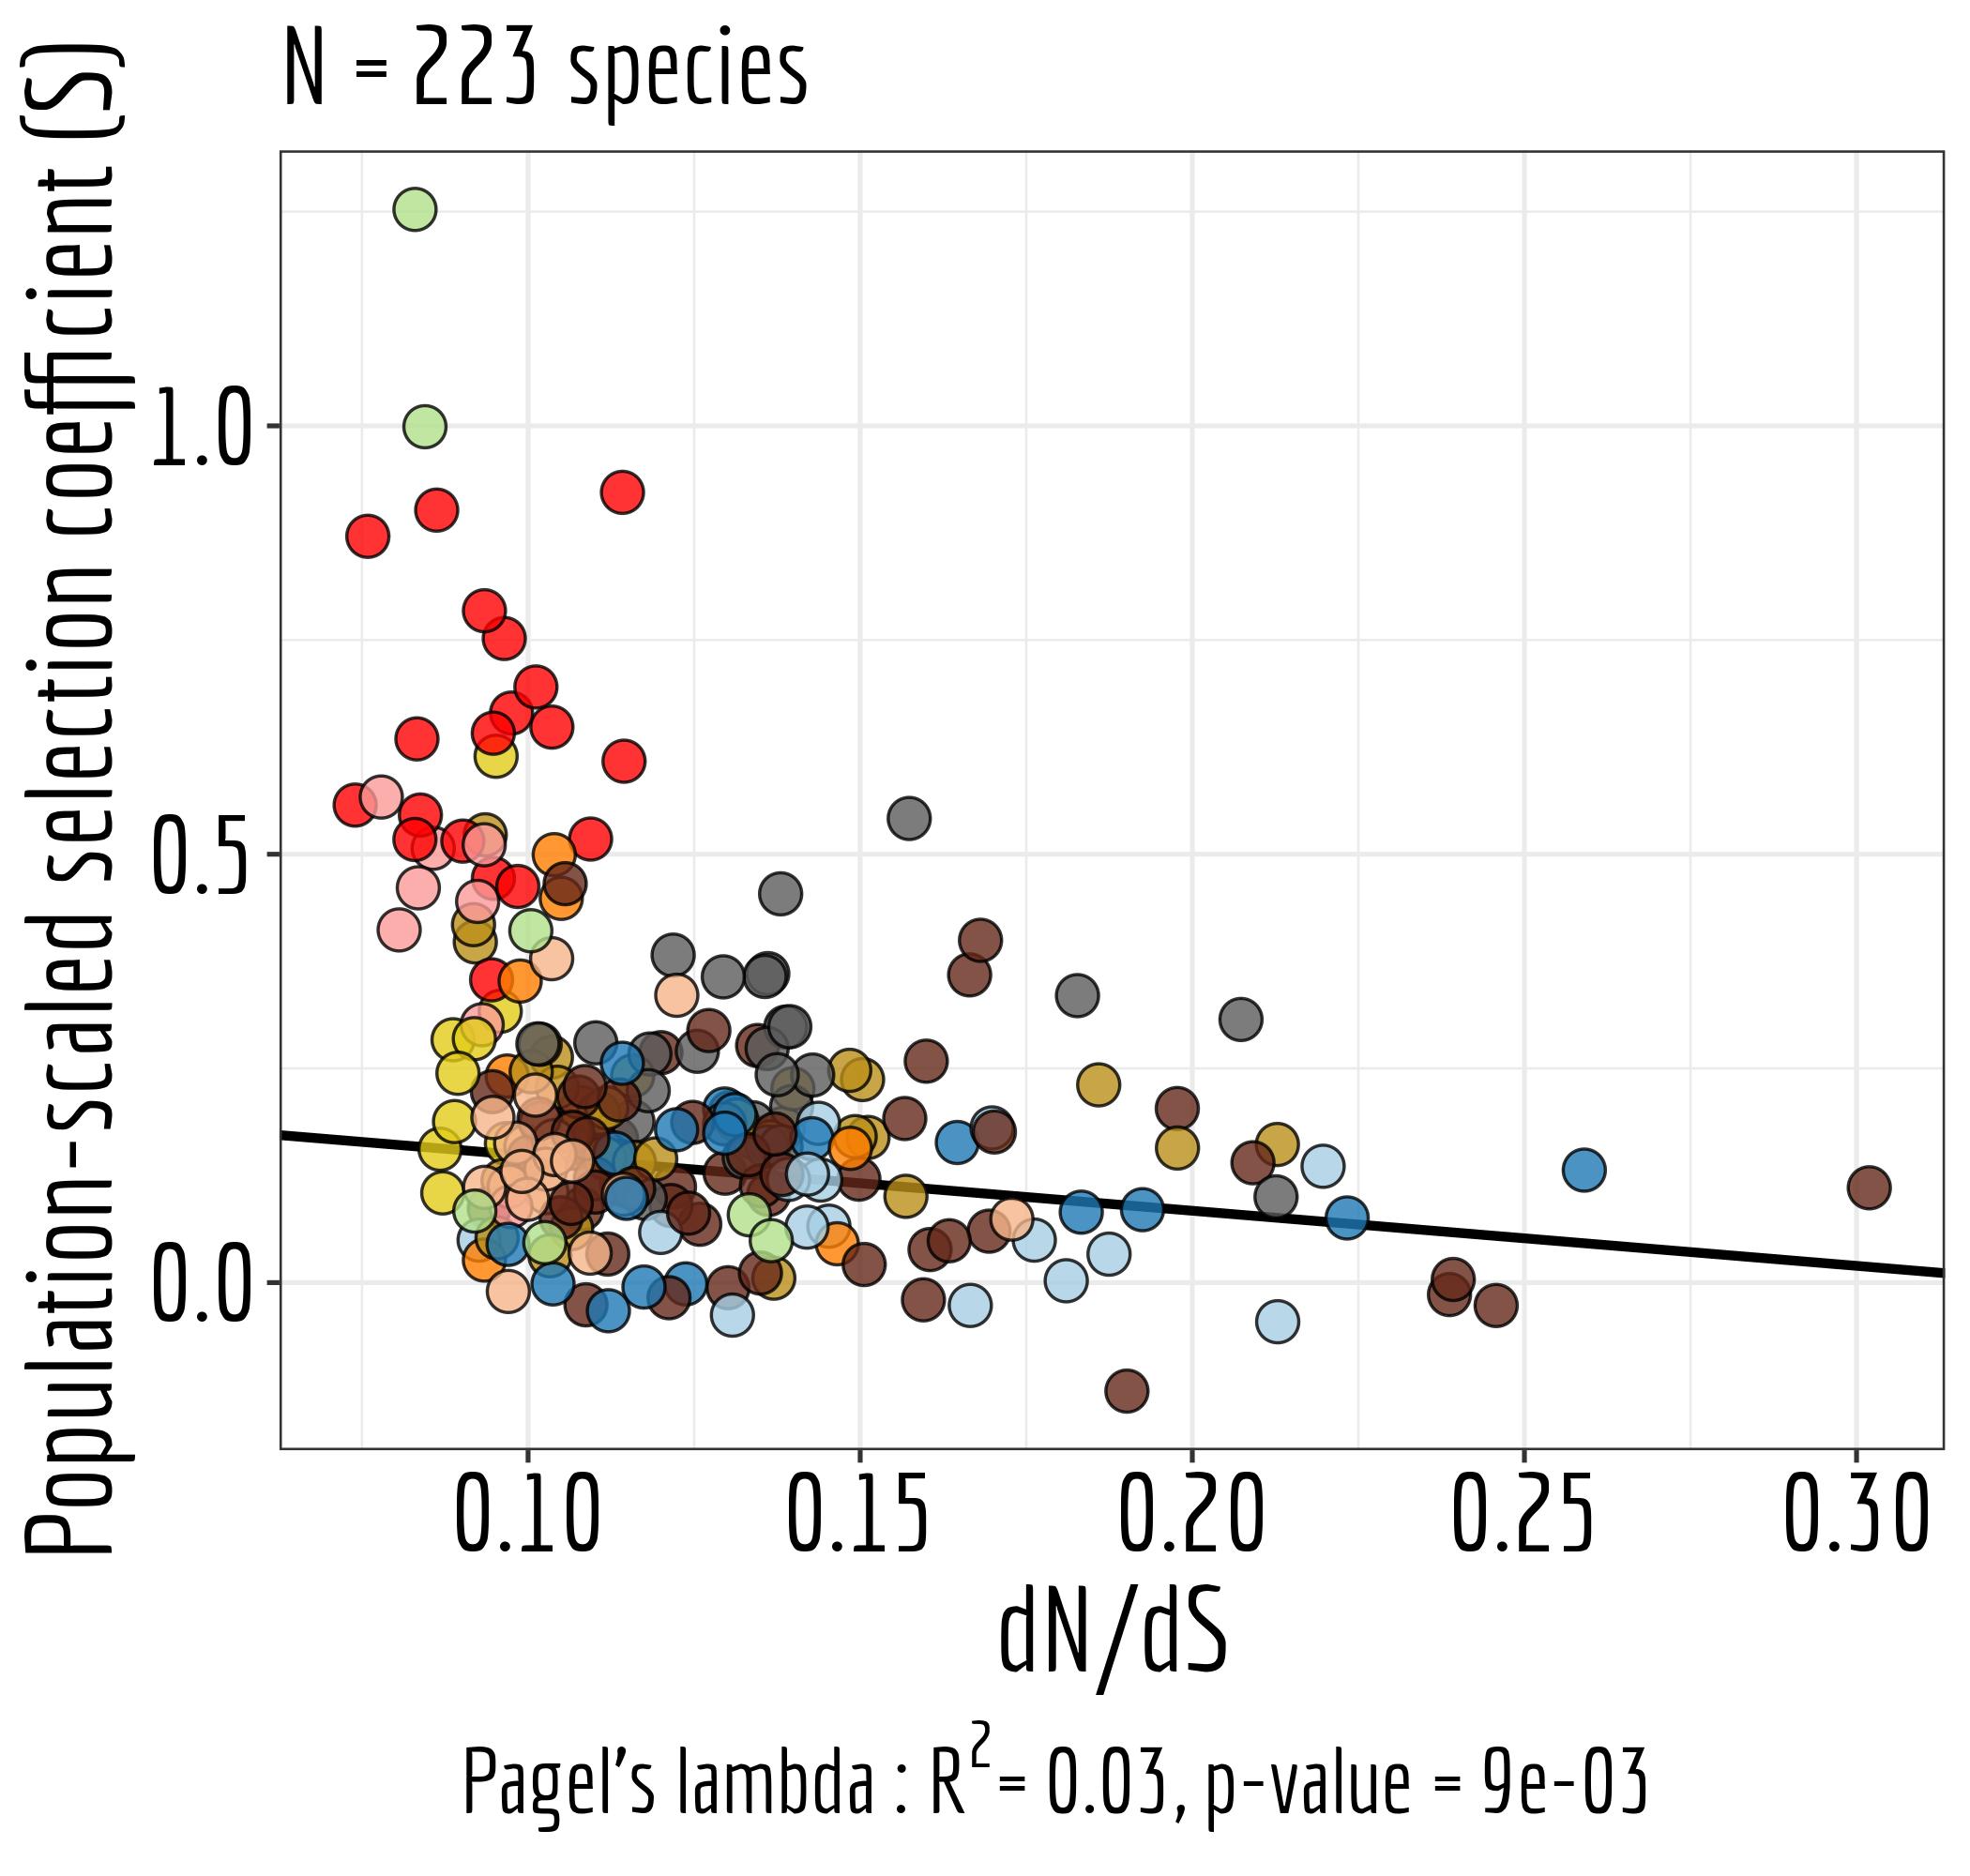 N = 223 species
Population-scaled selection coefficient (S)
1.0
0.5
0.0
0.10 0.15 0.20 0.25 0.30
dN/dS
Pagel's lambda : R²= 0.03, p-value = 9e-03